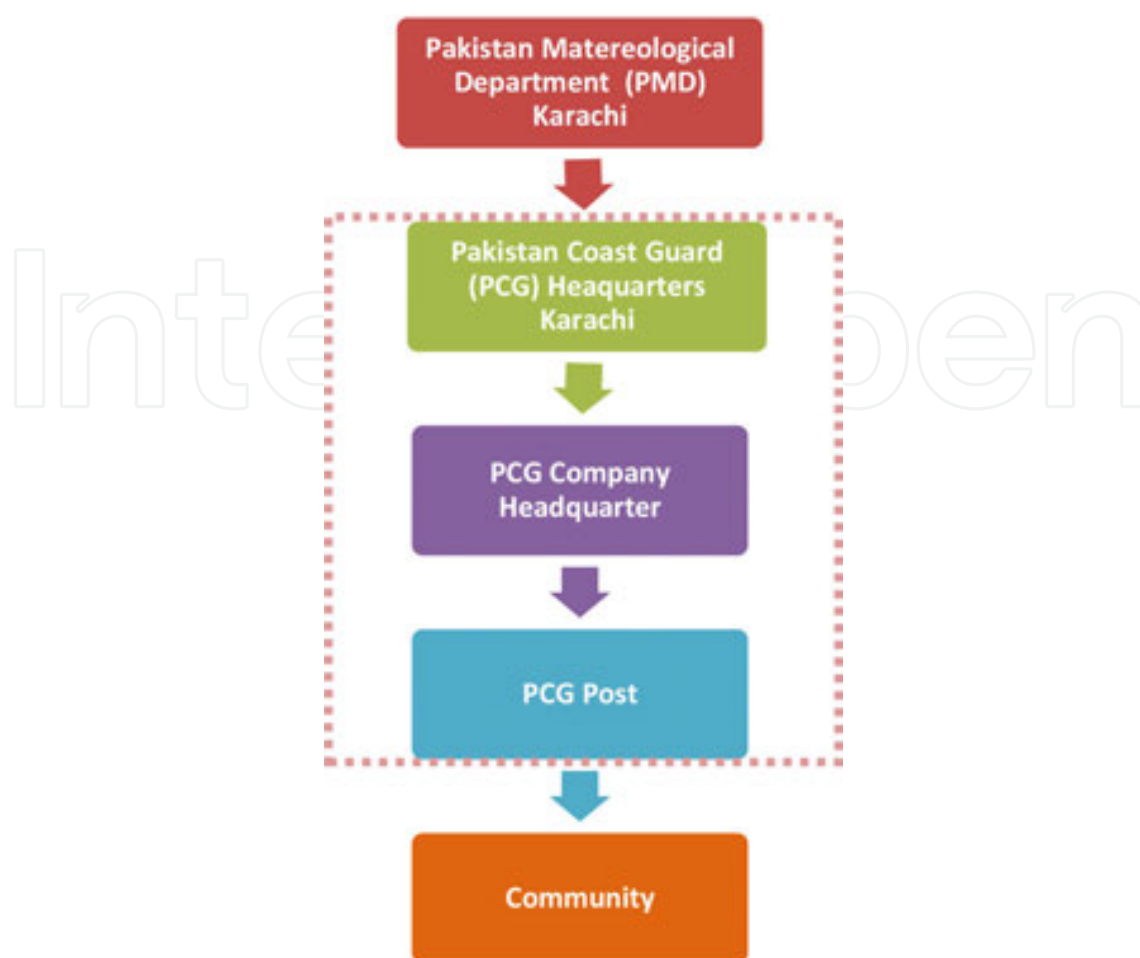 Pakistan Matereological
Department (PMD)
Karachi
Pakistan Coast Guard
(PCG) Heaquarters
Karachi
PCG Company
Headquarter
PCG Post
Community